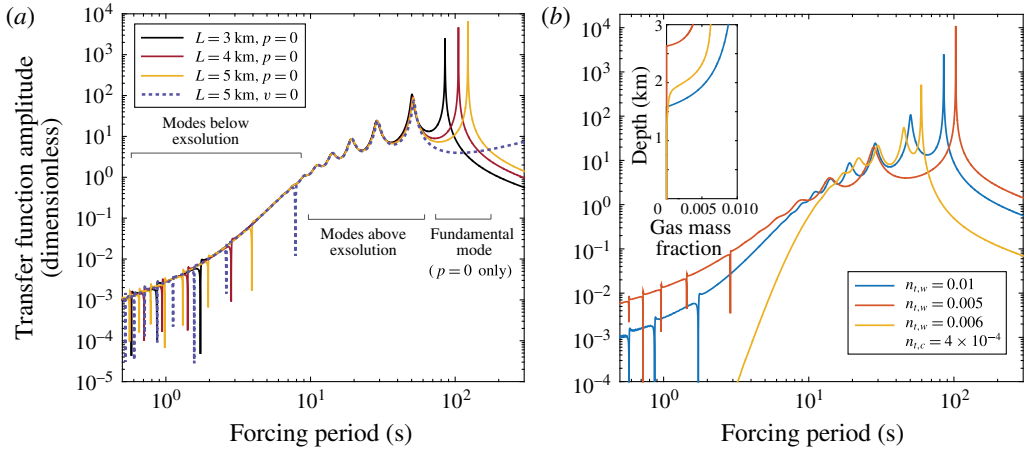 (a)
Transfer function amplitude
(dimensionless)
10^4
10^3
10^2
10^1
10^0
10^−1
10^−2
10^−3
10^−4
10^−5
L = 3 km, p = 0
L = 4 km, p = 0
L = 5 km, p = 0
L = 5 km, v = 0
Modes below
exsolution
Modes above
exsolution
Fundamental
mode
(p = 0 only)
10^0
10^1
10^2
Forcing period (s)
(b)
10^4
10^3
10^2
10^1
10^0
10^−1
10^−2
10^−3
10^−4
Depth (km)
3
2
1
0
0.005
0.010
Gas mass
fraction
n_{t,w} = 0.01
n_{t,w} = 0.005
n_{t,w} = 0.006
n_{t,c} = 4 × 10^−4
10^0
10^1
10^2
Forcing period (s)